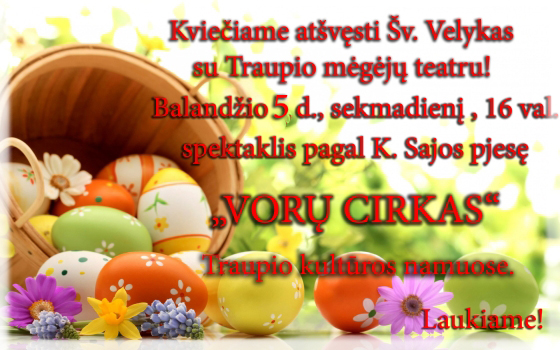 Kviečiame atšvęsti Šv. Velykas
su Traupio mėgėjų teatru!
Balandžio 5 d., sekmadienį , 16 val.
spektaklis pagal K. Sajos pjesę
„VORŲ CIRKAS“
Traupio kultūros namuose.
Laukiame!